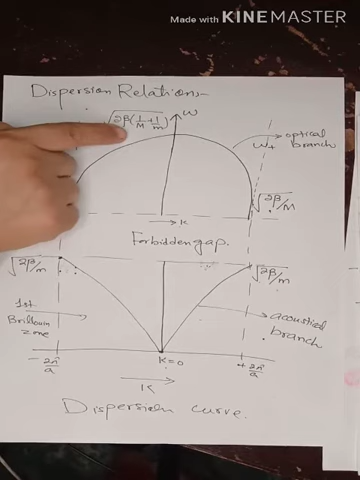 Made with KINEMASTER
Dispersion Relation-
√2β(1/M+1/m)
ω
optical
ω+ branch
√2β/M
→ k
Forbidden gap.
√2β/m
√2β/m
1st
Brillouin
zone
acoustical
branch
k=0
- 2π/a
+ 2π/a
K
Dispersion curve.